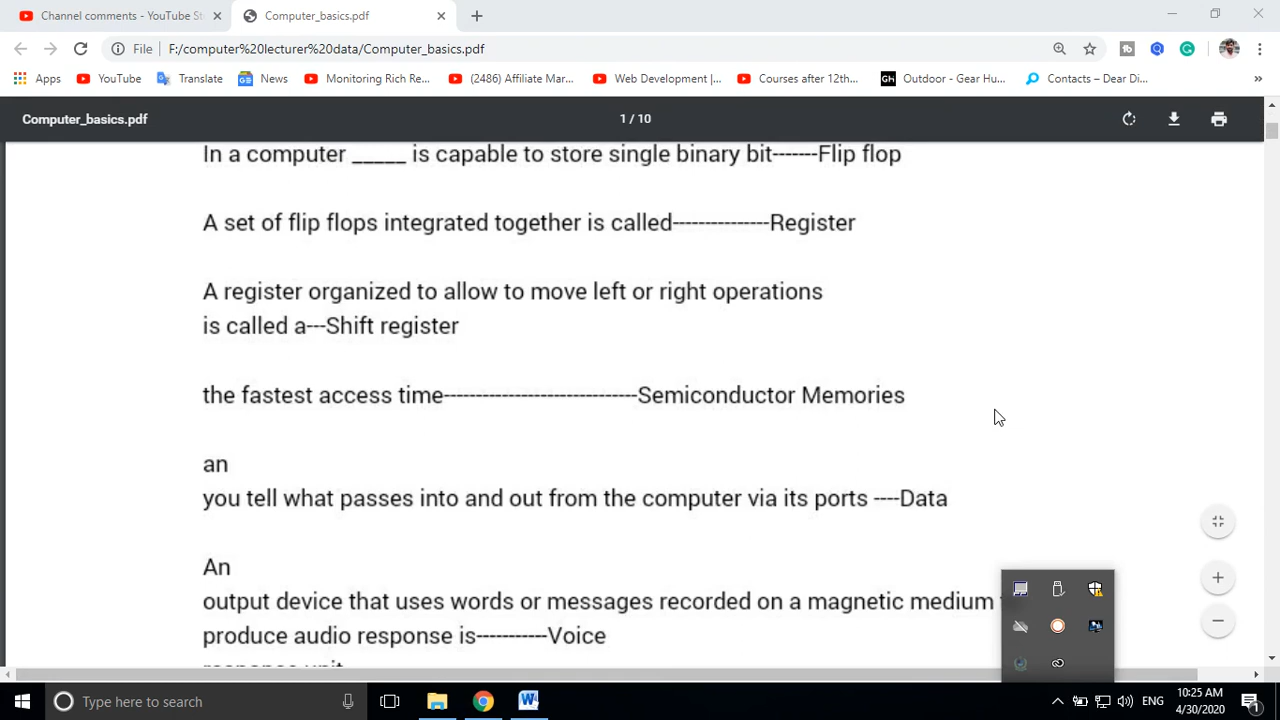 Channel comments - YouTube St
Computer_basics.pdf
File F:/computer%20lecturer%20data/Computer_basics.pdf
Apps YouTube Translate News Monitoring Rich Re... (2486) Affiliate Mar... Web Development |... Courses after 12th... GH Outdoor - Gear Hu... Contacts – Dear Di... »
Computer_basics.pdf 1 / 10
In a computer _____ is capable to store single binary bit-------Flip flop
A set of flip flops integrated together is called---------------Register
A register organized to allow to move left or right operations
is called a---Shift register
the fastest access time------------------------------Semiconductor Memories
an
you tell what passes into and out from the computer via its ports ----Data
An
output device that uses words or messages recorded on a magnetic medium
produce audio response is-----------Voice
response unit
Type here to search
ENG
10:25 AM
4/30/2020
1